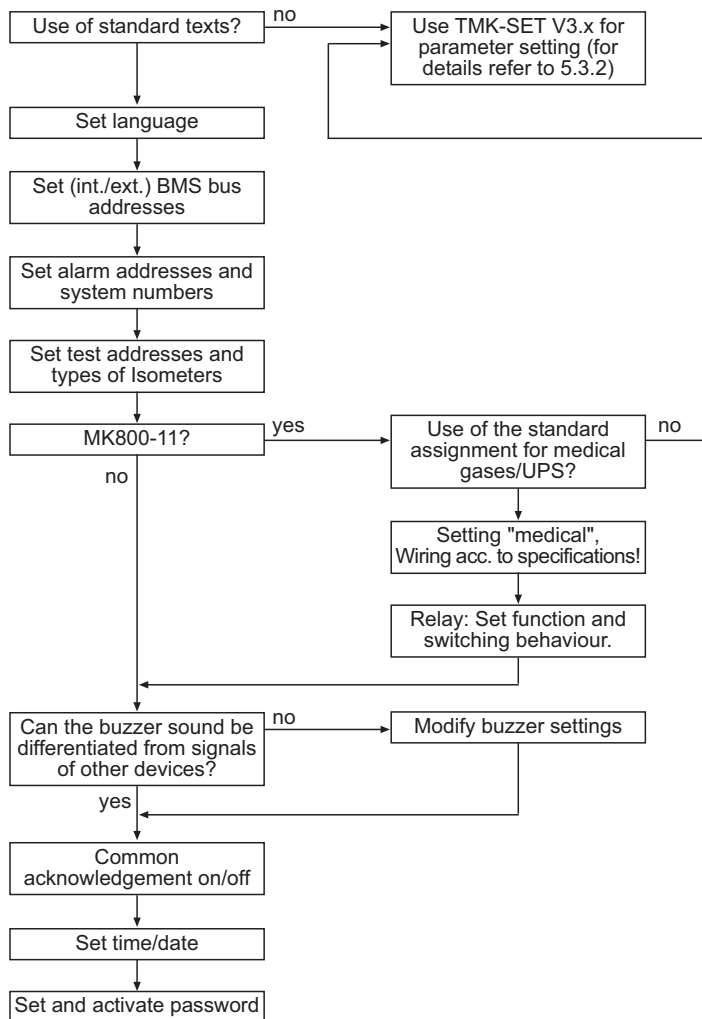 Use of standard texts?
no
Use TMK-SET V3.x for
parameter setting (for
details refer to 5.3.2)
Set language
Set (int./ext.) BMS bus
addresses
Set alarm addresses and
system numbers
Set test addresses and
types of Isometers
MK800-11?
yes
no
Use of the standard
assignment for medical
gases/UPS?
no
Setting "medical",
Wiring acc. to specifications!
Relay: Set function and
switching behaviour.
Can the buzzer sound be
differentiated from signals
of other devices?
no
Modify buzzer settings
yes
Common
acknowledgement on/off
Set time/date
Set and activate password